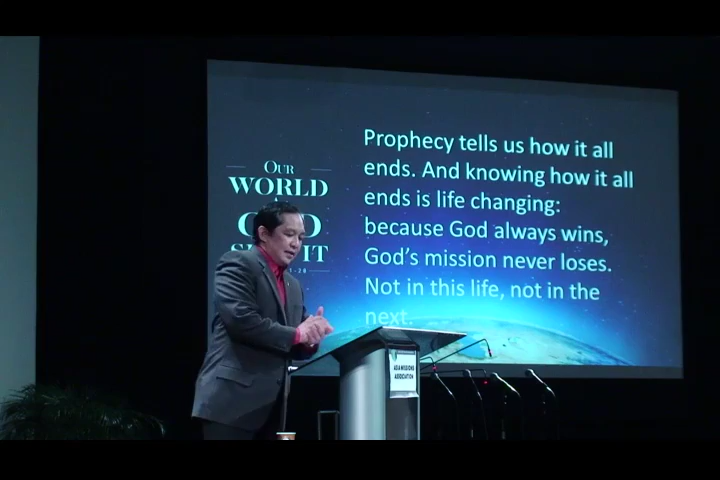 Prophecy tells us how it all
ends. And knowing how it all
ends is life changing:
because God always wins,
God's mission never loses.
Not in this life, not in the
next.
OUR
WORLD
ASIA MISSIONS
ASSOCIATION